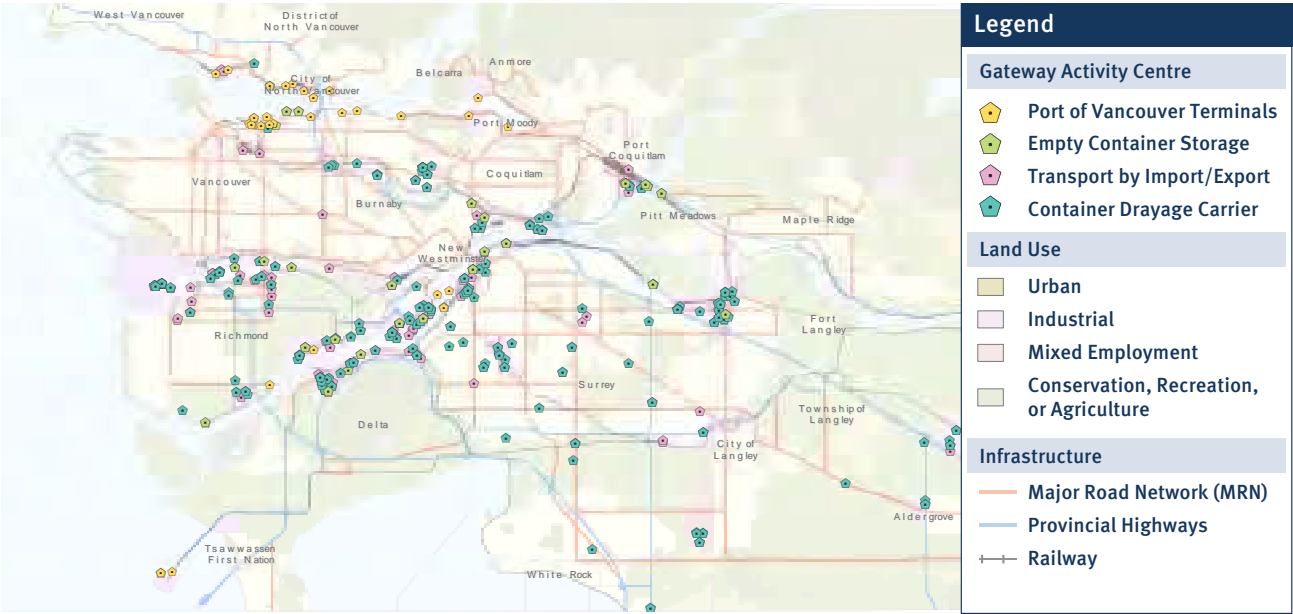 West Vancouver
District of
North Vancouver
Anmore
Belcarra
City of
North Vancouver
Port Moody
Port
Coquitlam
Vancouver
Coquitlam
Burnaby
Pitt Meadows
Maple Ridge
New
Westminster
Richmond
Fort
Langley
Surrey
Township of
Langley
Delta
City of
Langley
Aldergrove
Tsawwassen
First Nation
White Rock
Legend
Gateway Activity Centre
Port of Vancouver Terminals
Empty Container Storage
Transport by Import/Export
Container Drayage Carrier
Land Use
Urban
Industrial
Mixed Employment
Conservation, Recreation,
or Agriculture
Infrastructure
Major Road Network (MRN)
Provincial Highways
Railway